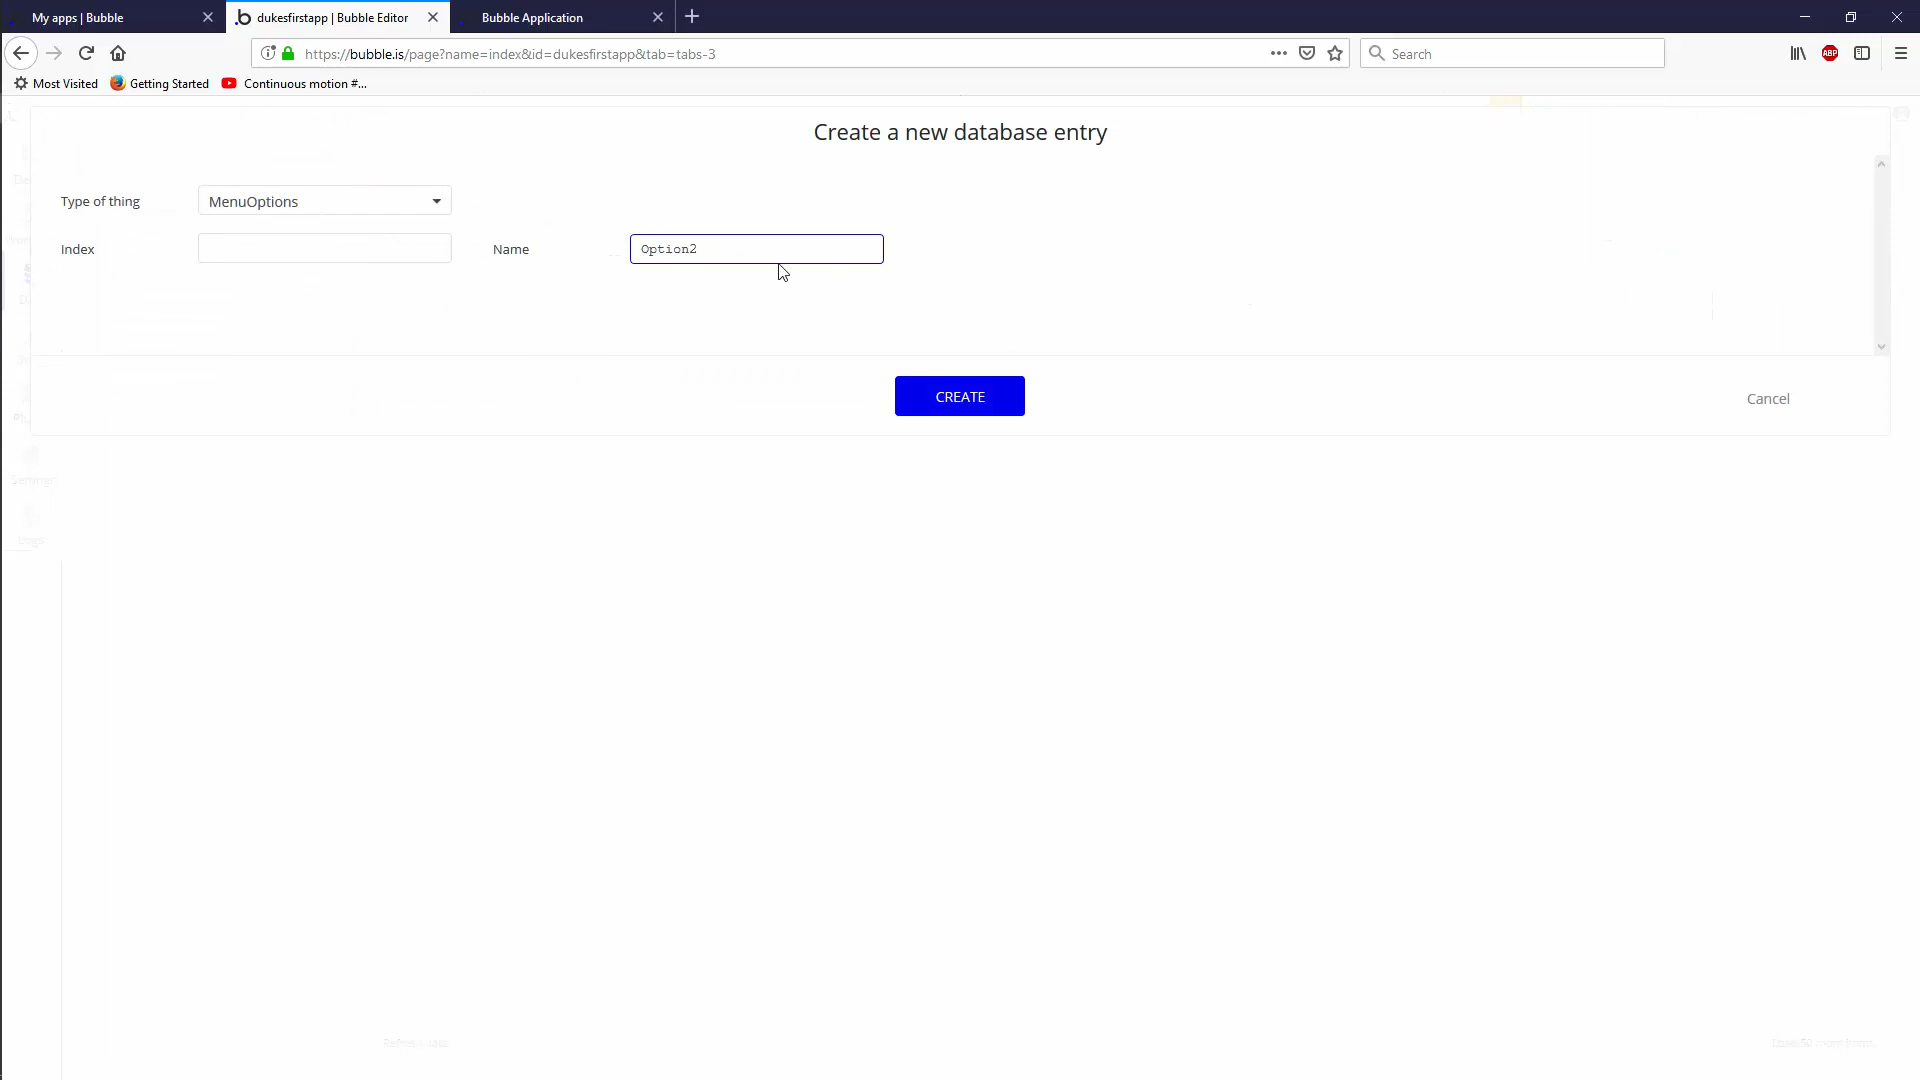 My apps | Bubble
dukesfirstapp | Bubble Editor
Bubble Application
https://bubble.is/page?name=index&id=dukesfirstapp&tab=tabs-3
Search
ABP
Most Visited
Getting Started
Continuous motion #...
Create a new database entry
Type of thing
MenuOptions
Index
Name
Option2
CREATE
Cancel